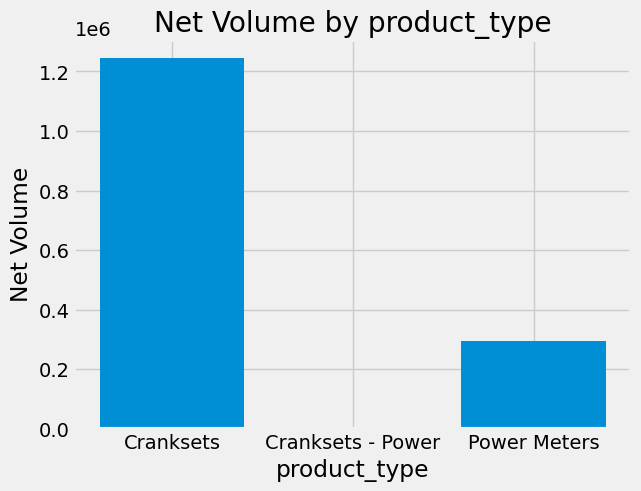 Net Volume by product_type
1e6
1.2
1.0
0.8
0.6
0.4
0.2
0.0
Net Volume
Cranksets
Cranksets - Power
Power Meters
product_type